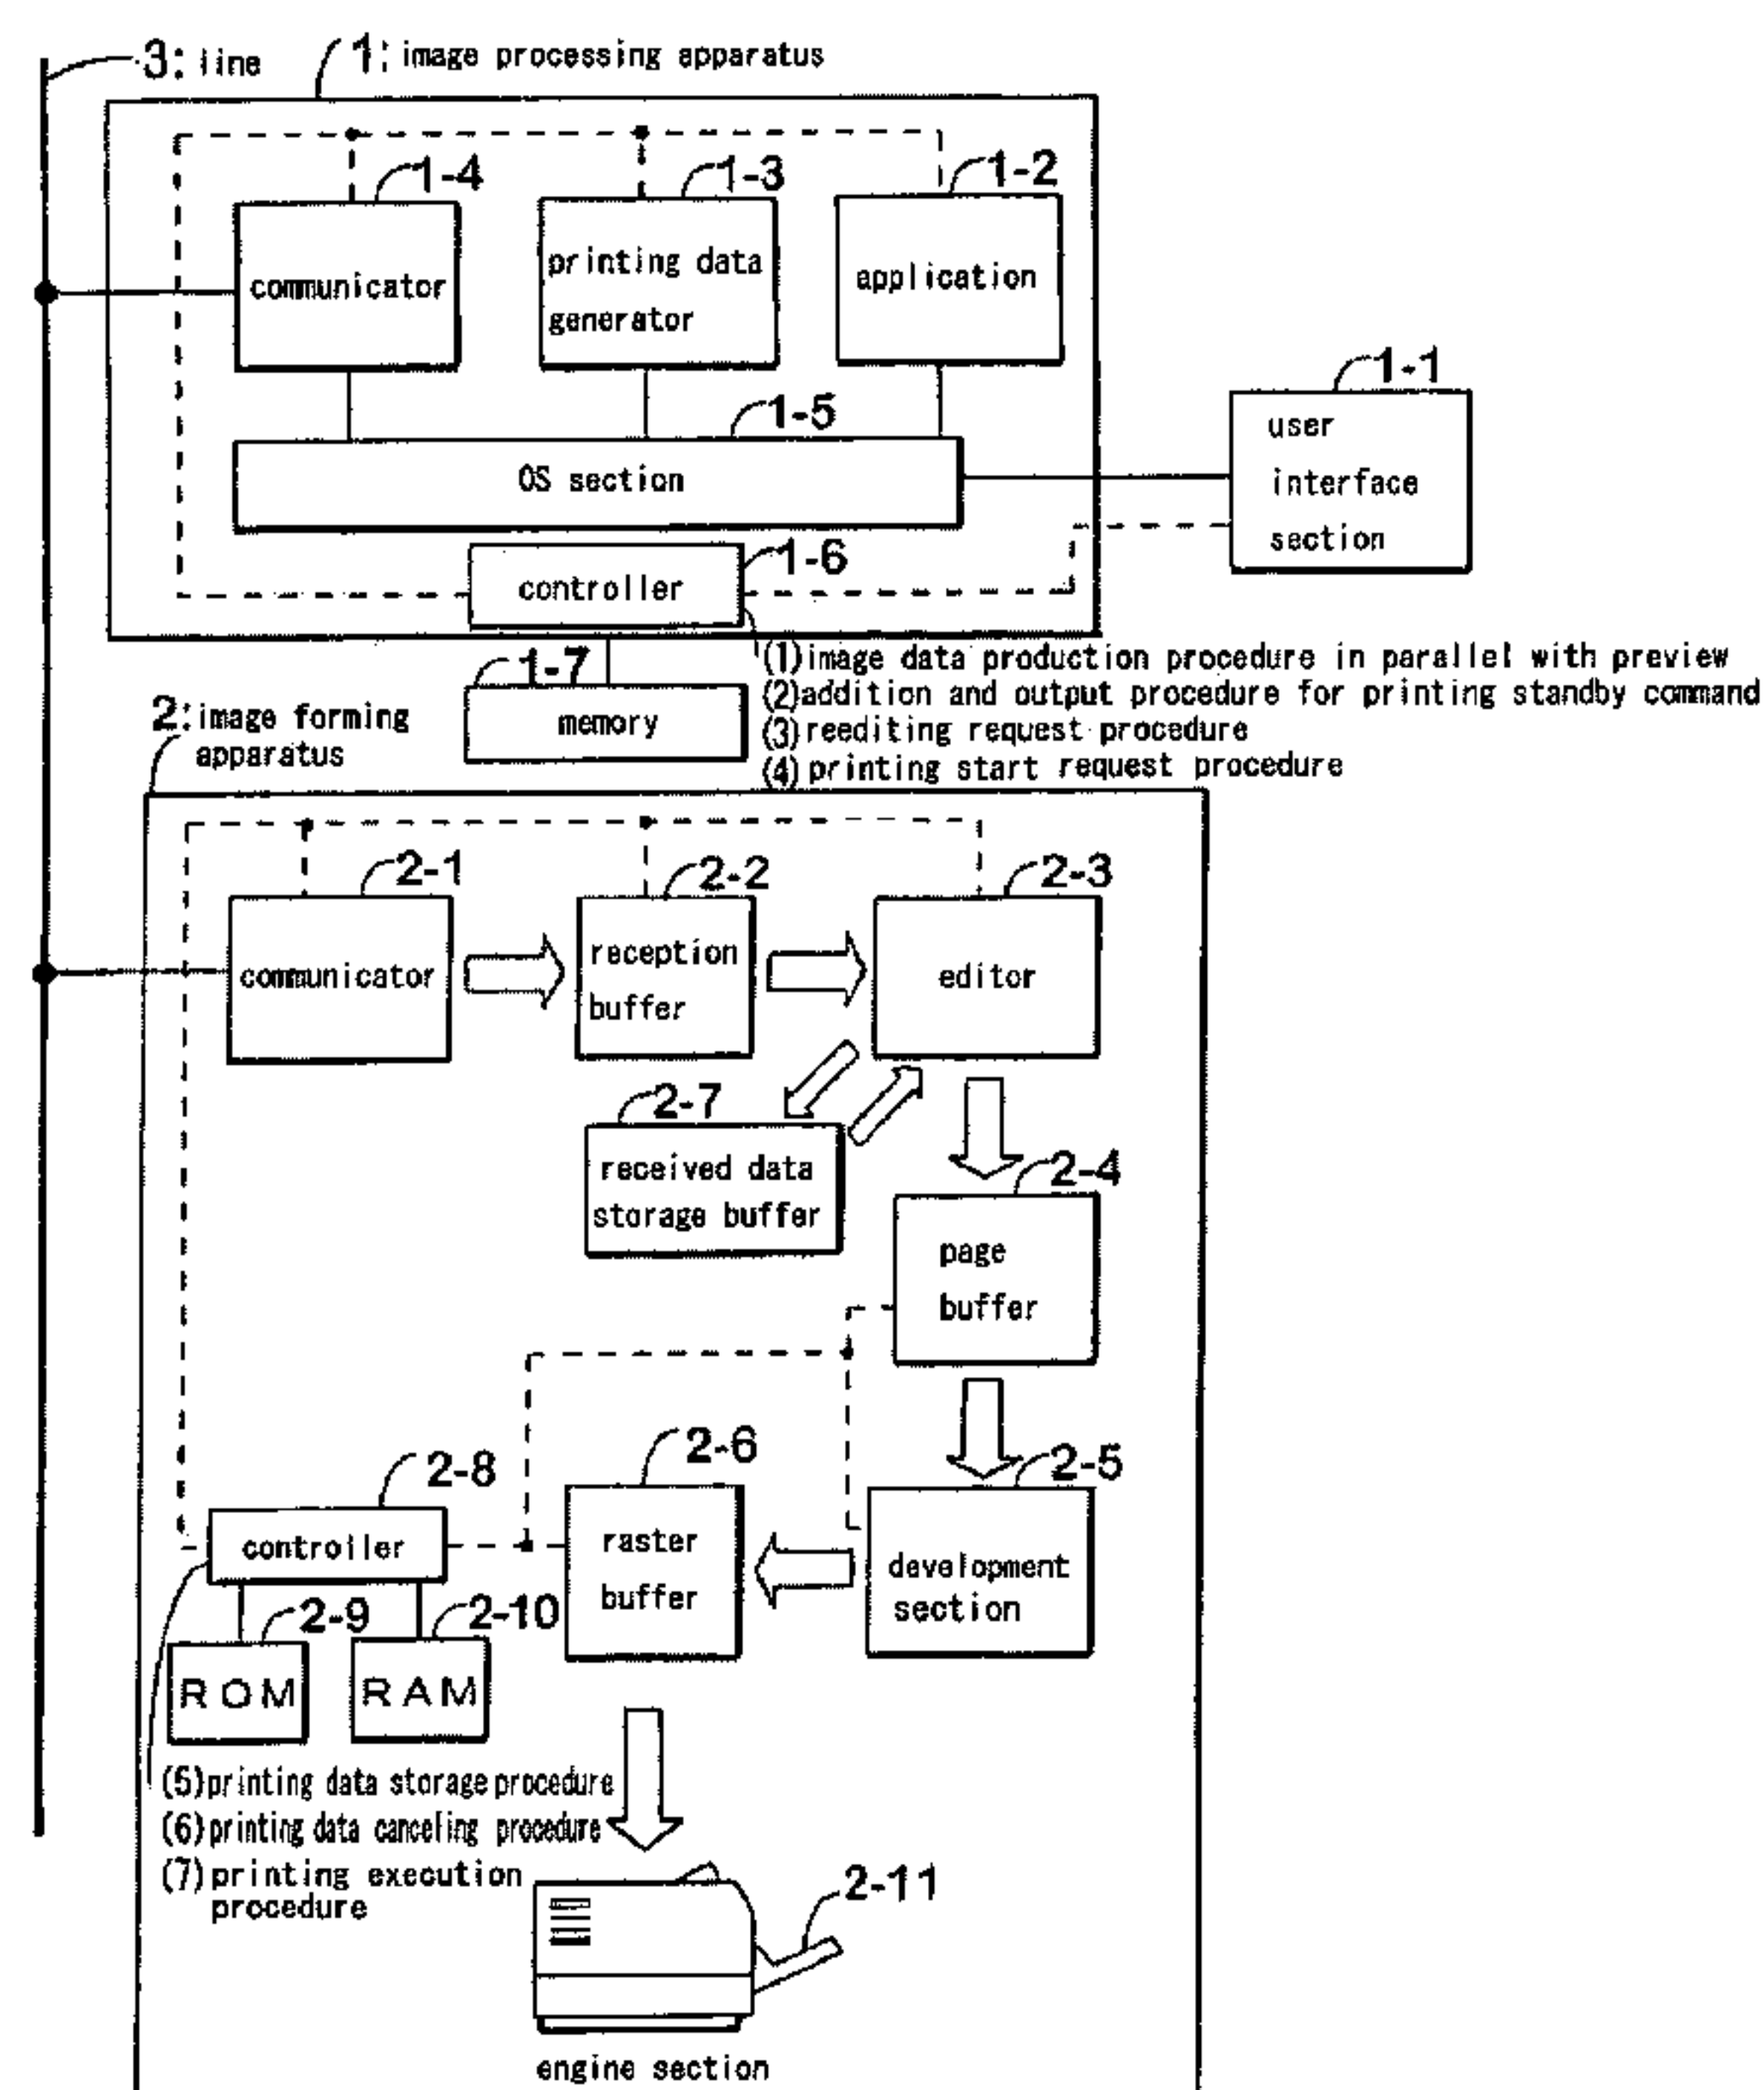 3: line
1: image processing apparatus
1-4
1-3
1-2
communicator
printing data
generator
application
1-5
OS section
1-1
user
interface
section
1-6
controller
1-7
memory
(1)image data production procedure in parallel with preview
(2)addition and output procedure for printing standby command
(3)reediting request procedure
(4)printing start request procedure
2:image forming
apparatus
2-1
2-2
2-3
communicator
reception
buffer
editor
2-7
received data
storage buffer
2-4
page
buffer
2-8
controller
2-6
raster
buffer
2-5
development
section
2-9
ROM
2-10
RAM
(5)printing data storage procedure
(6)printing data canceling procedure
(7)printing execution
procedure
2-11
engine section